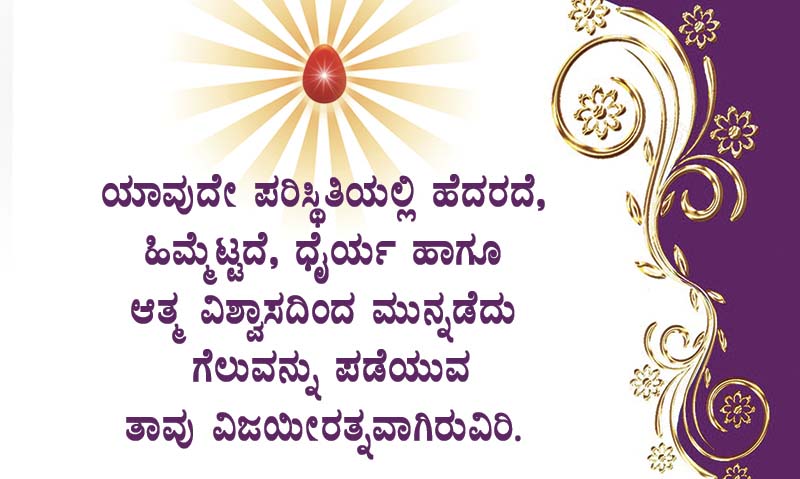 ಯಾವುದೇ ಪರಿಸ್ಥಿತಿಯಲ್ಲಿ ಹೆದರದೆ,
ಹಿಮ್ಮೆಟ್ಟದೆ, ಧೈರ್ಯ ಹಾಗೂ
ಆತ್ಮ ವಿಶ್ವಾಸದಿಂದ ಮುನ್ನಡೆದು
ಗೆಲುವನ್ನು ಪಡೆಯುವ
ತಾವು ವಿಜಯೀರತ್ನವಾಗಿರುವಿರಿ.